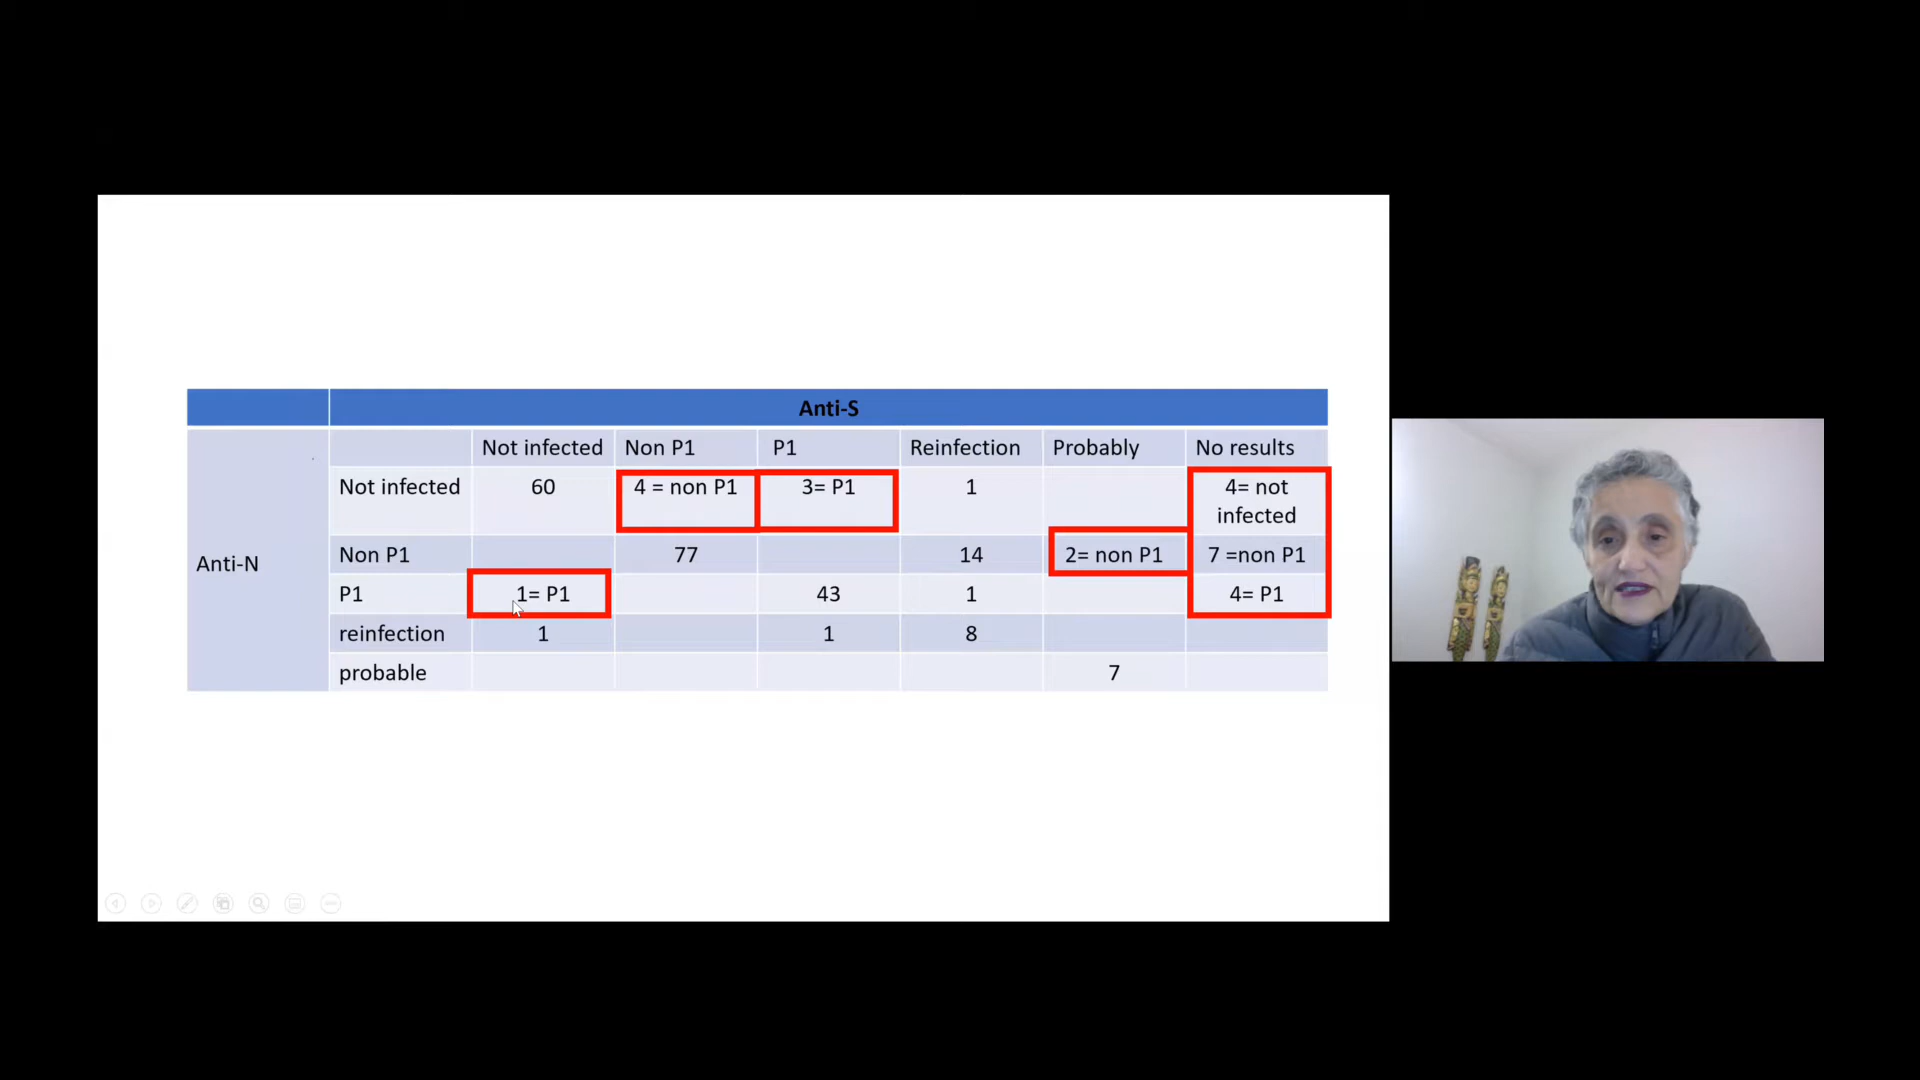 Anti-S
Not infected Non P1 P1 Reinfection Probably No results
Not infected 60 4 = non P1 3= P1 1 4= not
infected
Non P1 77 14 2= non P1 7 =non P1
Anti-N
P1 1= P1 43 1 4= P1
reinfection 1 1 8
probable 7